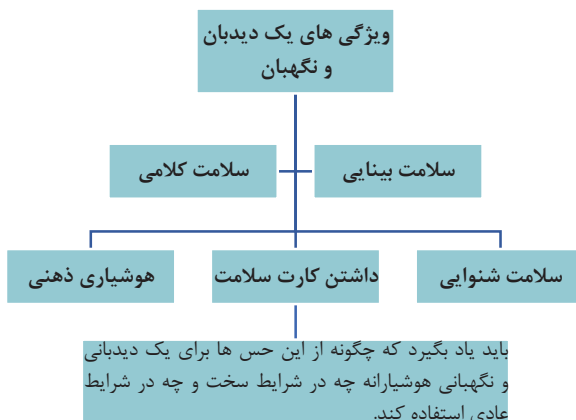 ویژگی های یک دیدبان
و نگهبان
سلامت بینایی
سلامت کلامی
سلامت شنوایی
داشتن کارت سلامت
هوشیاری ذهنی
باید یاد بگیرد که چگونه از این حس ها برای یک دیدبانی
و نگهبانی هوشیارانه چه در شرایط سخت و چه در شرایط
عادی استفاده کند.